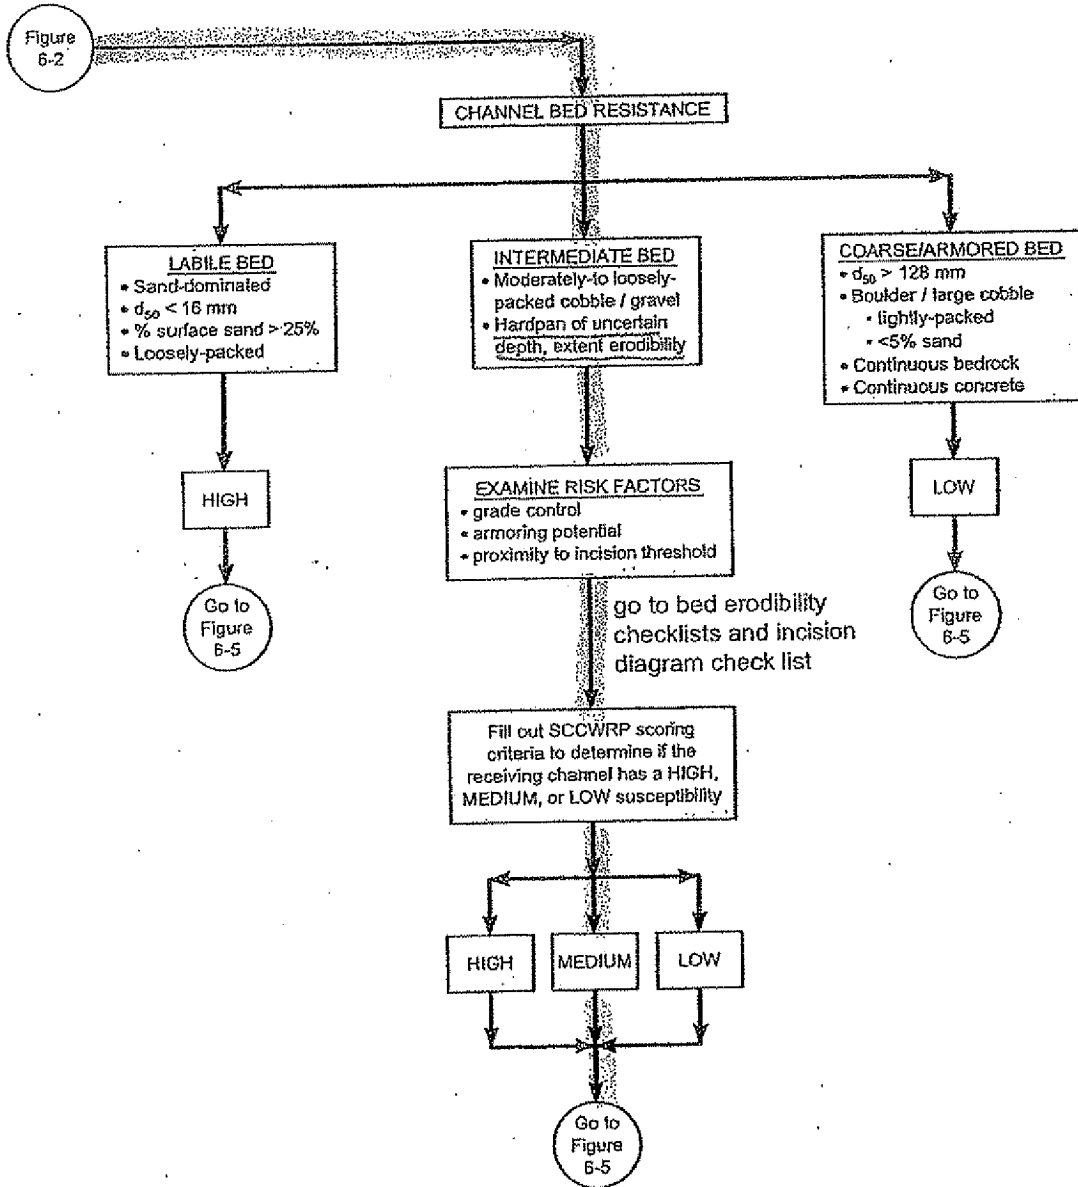 Figure
6-2
CHANNEL BED RESISTANCE
LABILE BED
• Sand-dominated
• d50 < 16 mm
• % surface sand > 25%
• Loosely-packed
INTERMEDIATE BED
• Moderately-to loosely-
packed cobble / gravel
• Hardpan of uncertain
depth, extent erodibility
COARSE/ARMORED BED
• d50 > 128 mm
• Boulder / large cobble
• tightly-packed
• <5% sand
• Continuous bedrock
• Continuous concrete
HIGH
EXAMINE RISK FACTORS
• grade control
• armoring potential
• proximity to incision threshold
LOW
Go to
Figure
6-5
go to bed erodibility
checklists and incision
diagram check list
Go to
Figure
6-5
Fill out SCCWRP scoring
criteria to determine if the
receiving channel has a HIGH,
MEDIUM, or LOW susceptibility
HIGH
MEDIUM
LOW
Go to
Figure
6-5